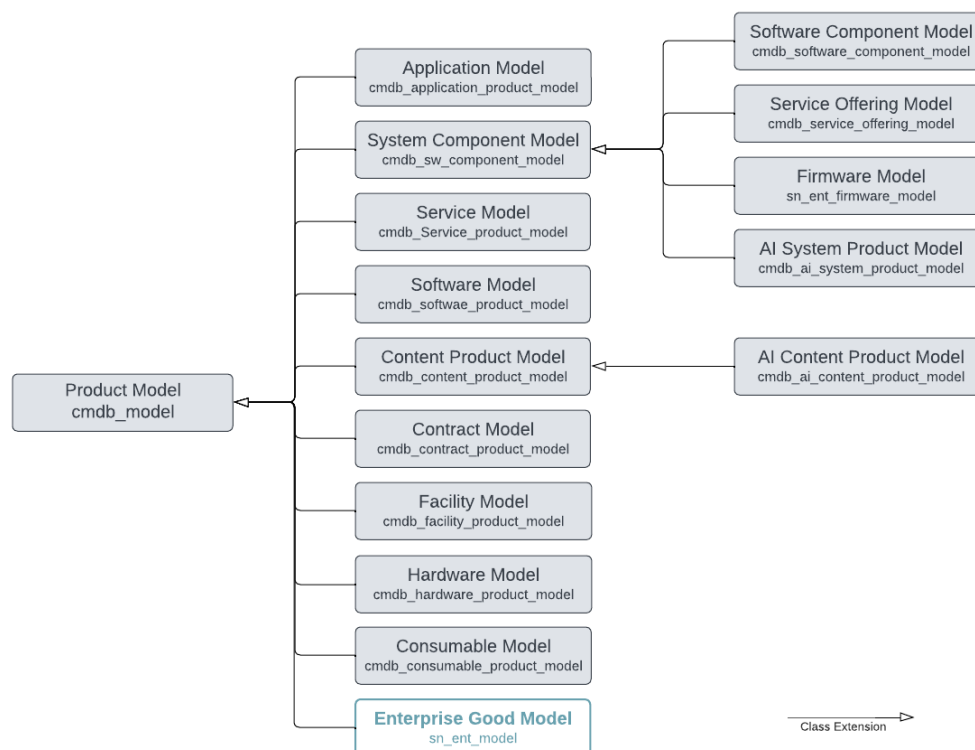 Product Model
cmdb_model
Application Model
cmdb_application_product_model
System Component Model
cmdb_sw_component_model
Service Model
cmdb_Service_product_model
Software Model
cmdb_softwae_product_model
Content Product Model
cmdb_content_product_model
Contract Model
cmdb_contract_product_model
Facility Model
cmdb_facility_product_model
Hardware Model
cmdb_hardware_product_model
Consumable Model
cmdb_consumable_product_model
Enterprise Good Model
sn_ent_model
Software Component Model
cmdb_software_component_model
Service Offering Model
cmdb_service_offering_model
Firmware Model
sn_ent_firmware_model
AI System Product Model
cmdb_ai_system_product_model
AI Content Product Model
cmdb_ai_content_product_model
Class Extension